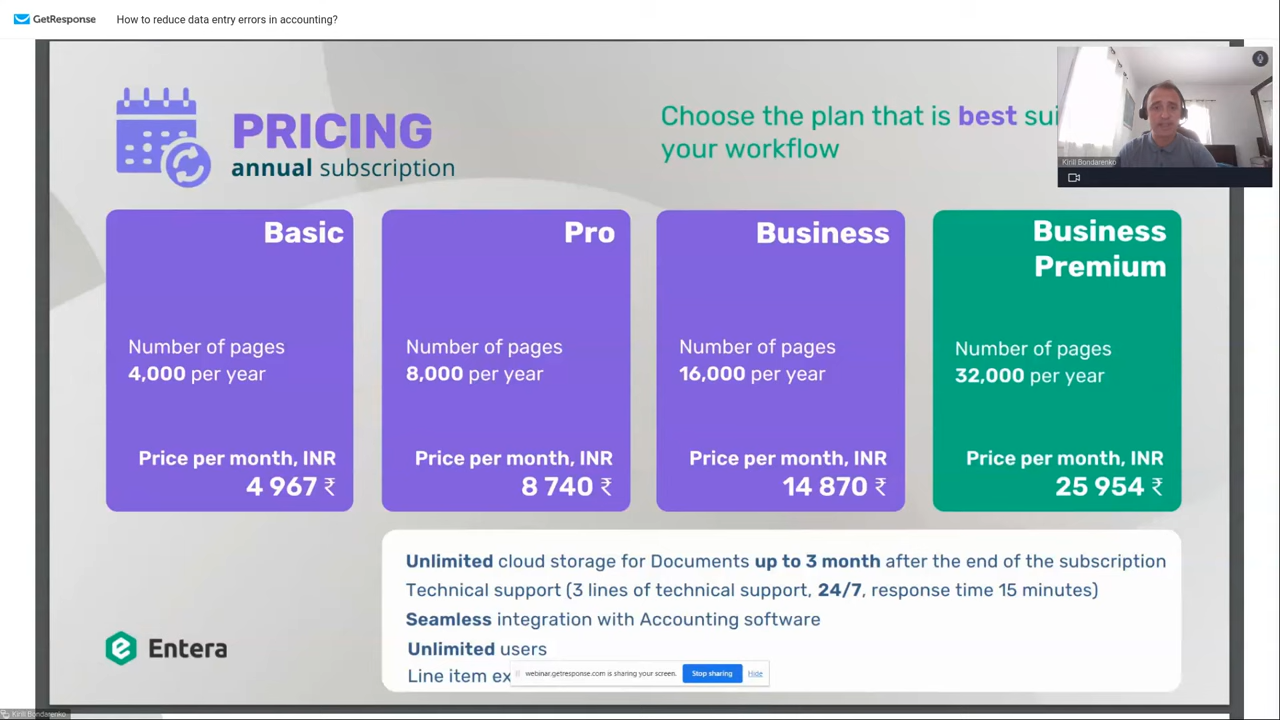 GetResponse
How to reduce data entry errors in accounting?
PRICING
annual subscription
Choose the plan that is best
your workflow
Kirill Bondarenko
Basic
Number of pages
4,000 per year
Price per month, INR
4 967 ₹
Pro
Number of pages
8,000 per year
Price per month, INR
8 740 ₹
Business
Number of pages
16,000 per year
Price per month, INR
14 870 ₹
Business
Premium
Number of pages
32,000 per year
Price per month, INR
25 954 ₹
Unlimited cloud storage for Documents up to 3 month after the end of the subscription
Technical support (3 lines of technical support, 24/7, response time 15 minutes)
Seamless integration with Accounting software
Unlimited users
Line item
Entera
webinar.getresponse.com is sharing your screen.
Stop sharing
Hide
Kirill Bondarenko